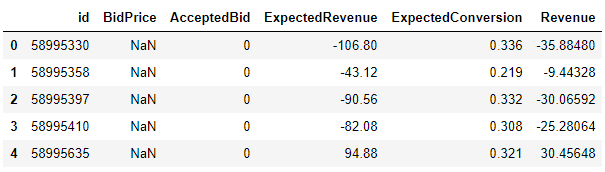 id BidPrice AcceptedBid ExpectedRevenue ExpectedConversion Revenue
0 58995330 NaN 0 -106.80 0.336 -35.88480
1 58995358 NaN 0 -43.12 0.219 -9.44328
2 58995397 NaN 0 -90.56 0.332 -30.06592
3 58995410 NaN 0 -82.08 0.308 -25.28064
4 58995635 NaN 0 94.88 0.321 30.45648